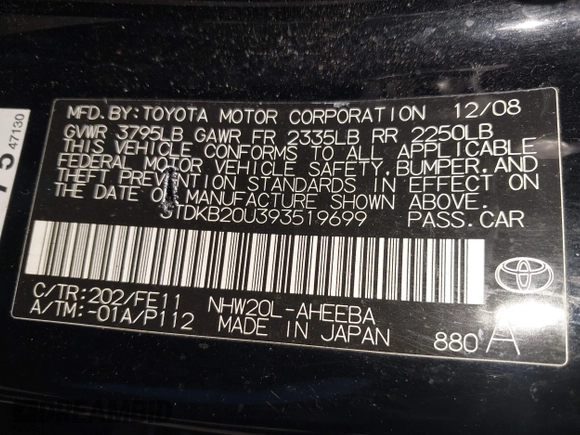 MFD.BY:TOYOTA MOTOR CORPORATION 12/08
GVWR 3795LB GAWR FR 2335LB RR 2250LB
THIS VEHICLE CONFORMS TO ALL APPLICABLE
FEDERAL MOTOR VEHICLE SAFETY,BUMPER,AND
THEFT PREVENTION STANDARDS IN EFFECT ON
THE DATE OF MANUFACTURE SHOWN ABOVE.
JTDKB20U393519699 PASS.CAR
C/TR:202/FE11 NHW20L-AHEEBA
A/TM:-01A/P112 MADE IN JAPAN 880 A
47130